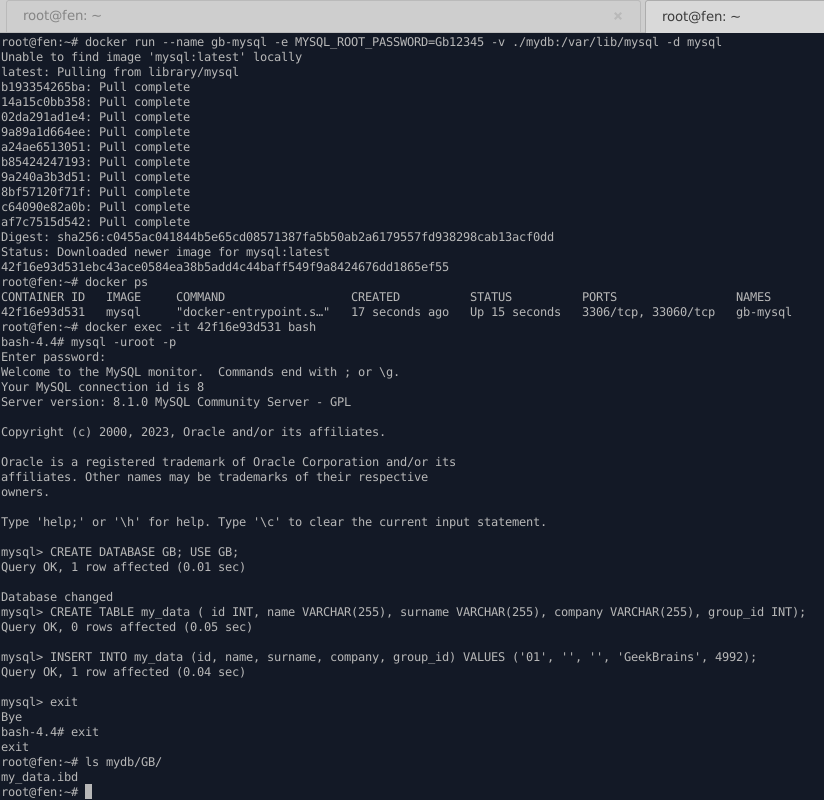 root@fen: ~
×
root@fen: ~
root@fen:~# docker run --name gb-mysql -e MYSQL_ROOT_PASSWORD=Gb12345 -v ./mydb:/var/lib/mysql -d mysql
Unable to find image 'mysql:latest' locally
latest: Pulling from library/mysql
b193354265ba: Pull complete
14a15c0bb358: Pull complete
02da291ad1e4: Pull complete
9a89a1d664ee: Pull complete
a24ae6513051: Pull complete
b85424247193: Pull complete
9a240a3b3d51: Pull complete
8bf57120f71f: Pull complete
c64090e82a0b: Pull complete
af7c7515d542: Pull complete
Digest: sha256:c0455ac041844b5e65cd08571387fa5b50ab2a6179557fd938298cab13acf0dd
Status: Downloaded newer image for mysql:latest
42f16e93d531ebc43ace0584ea38b5add4c44baff549f9a8424676dd1865ef55
root@fen:~# docker ps
CONTAINER ID   IMAGE     COMMAND                  CREATED          STATUS          PORTS                 NAMES
42f16e93d531   mysql     "docker-entrypoint.s…"   17 seconds ago   Up 15 seconds   3306/tcp, 33060/tcp   gb-mysql
root@fen:~# docker exec -it 42f16e93d531 bash
bash-4.4# mysql -uroot -p
Enter password:
Welcome to the MySQL monitor.  Commands end with ; or \g.
Your MySQL connection id is 8
Server version: 8.1.0 MySQL Community Server - GPL
Copyright (c) 2000, 2023, Oracle and/or its affiliates.
Oracle is a registered trademark of Oracle Corporation and/or its
affiliates. Other names may be trademarks of their respective
owners.
Type 'help;' or '\h' for help. Type '\c' to clear the current input statement.
mysql> CREATE DATABASE GB; USE GB;
Query OK, 1 row affected (0.01 sec)
Database changed
mysql> CREATE TABLE my_data ( id INT, name VARCHAR(255), surname VARCHAR(255), company VARCHAR(255), group_id INT);
Query OK, 0 rows affected (0.05 sec)
mysql> INSERT INTO my_data (id, name, surname, company, group_id) VALUES ('01', '', '', 'GeekBrains', 4992);
Query OK, 1 row affected (0.04 sec)
mysql> exit
Bye
bash-4.4# exit
exit
root@fen:~# ls mydb/GB/
my_data.ibd
root@fen:~#